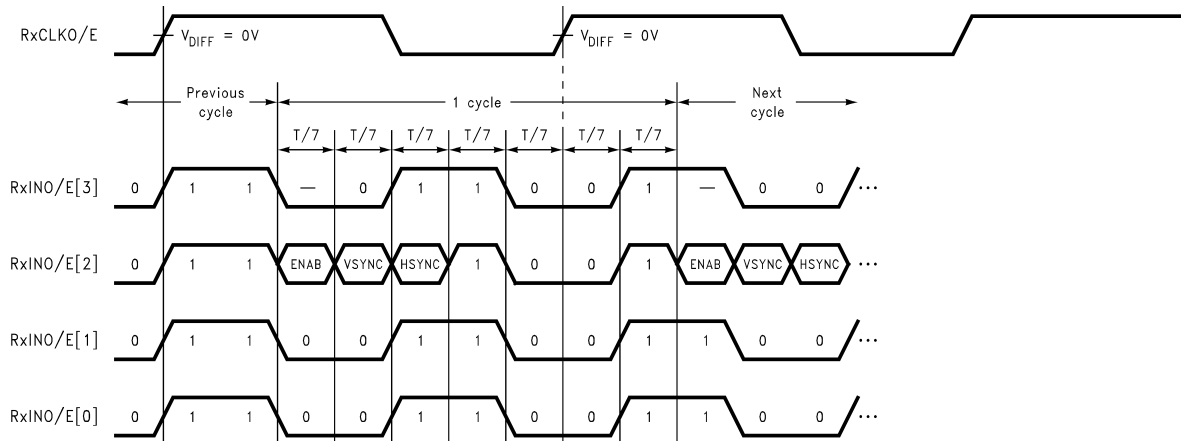 RxCLKO/E
V_DIFF = 0V V_DIFF = 0V
Previous cycle 1 cycle Next cycle
T/7 T/7 T/7 T/7 T/7 T/7 T/7
RxINO/E[3] 0 1 1 — 0 1 1 0 0 1 — 0 0 ...
RxINO/E[2] 0 1 1 ENAB VSYNC HSYNC 1 0 0 1 ENAB VSYNC HSYNC ...
RxINO/E[1] 0 1 1 0 0 1 1 0 0 1 1 0 0 ...
RxINO/E[0] 0 1 1 0 0 1 1 0 0 1 1 0 0 ...